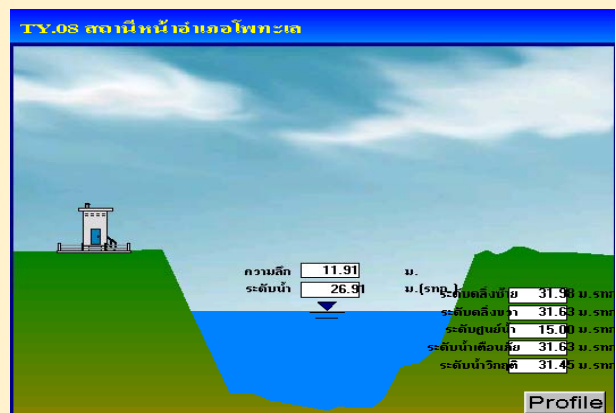 TY.08 สถานีหน้าอำเภอโพทะเล
ความลึก 11.91 ม.
ระดับน้ำ 26.91 ม.(รทก.)
ระดับตลิ่งซ้าย 31.98 ม.รทก
ระดับตลิ่งขวา 31.63 ม.รทก
ระดับศูนย์น้ำ 15.00 ม.รทก
ระดับน้ำเตือนภัย 31.63 ม.รทก
ระดับน้ำวิกฤติ 31.45 ม.รทก
Profile